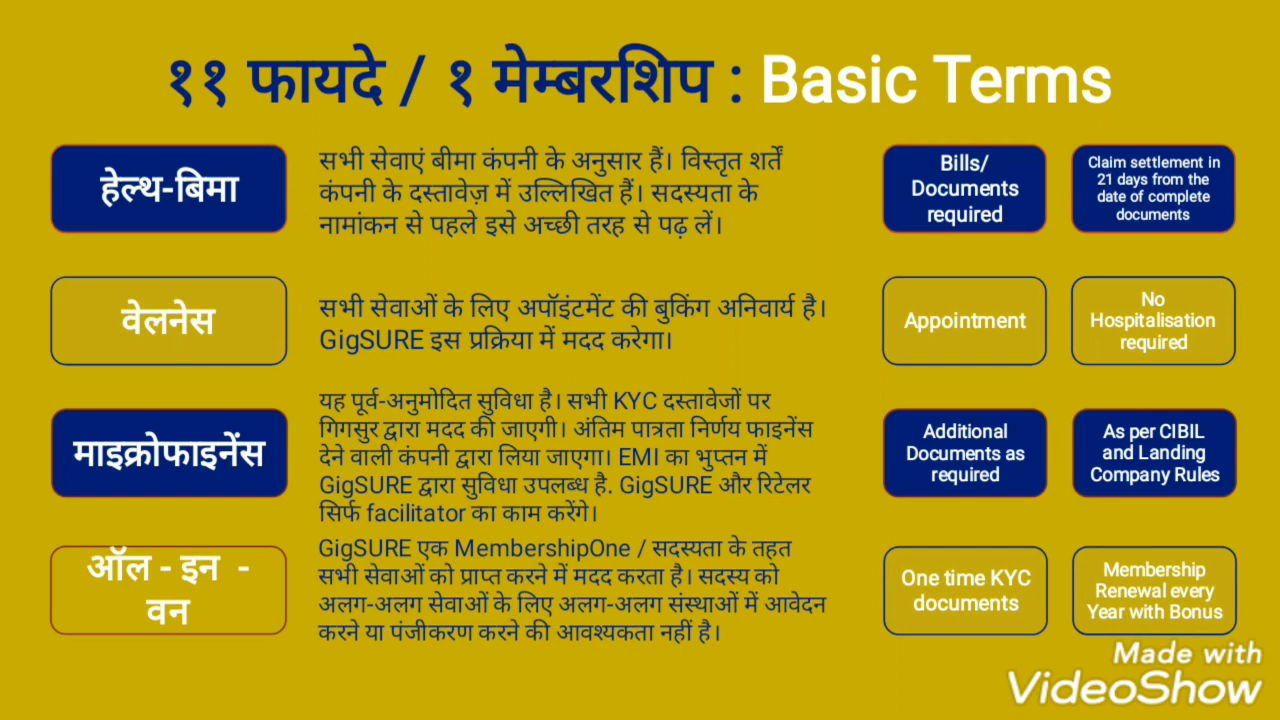 ११ फायदे / १ मेम्बरशिप : Basic Terms
हेल्थ-बिमा
सभी सेवाएं बीमा कंपनी के अनुसार हैं। विस्तृत शर्तें
कंपनी के दस्तावेज़ में उल्लिखित हैं। सदस्यता के
नामांकन से पहले इसे अच्छी तरह से पढ़ लें।
Bills/
Documents
required
Claim settlement in
21 days from the
date of complete
documents
वेलनेस
सभी सेवाओं के लिए अपॉइंटमेंट की बुकिंग अनिवार्य है।
GigSURE इस प्रक्रिया में मदद करेगा।
Appointment
No
Hospitalisation
required
माइक्रोफाइनेंस
यह पूर्व-अनुमोदित सुविधा है। सभी KYC दस्तावेजों पर
गिगसुर द्वारा मदद की जाएगी। अंतिम पात्रता निर्णय फाइनेंस
देने वाली कंपनी द्वारा लिया जाएगा। EMI का भुप्तन में
GigSURE द्वारा सुविधा उपलब्ध है. GigSURE और रिटेलर
सिर्फ facilitator का काम करेंगे।
Additional
Documents as
required
As per CIBIL
and Landing
Company Rules
ऑल - इन -
वन
GigSURE एक MembershipOne / सदस्यता के तहत
सभी सेवाओं को प्राप्त करने में मदद करता है। सदस्य को
अलग-अलग सेवाओं के लिए अलग-अलग संस्थाओं में आवेदन
करने या पंजीकरण करने की आवश्यकता नहीं है।
One time KYC
documents
Membership
Renewal every
Year with Bonus
Made with
VideoShow